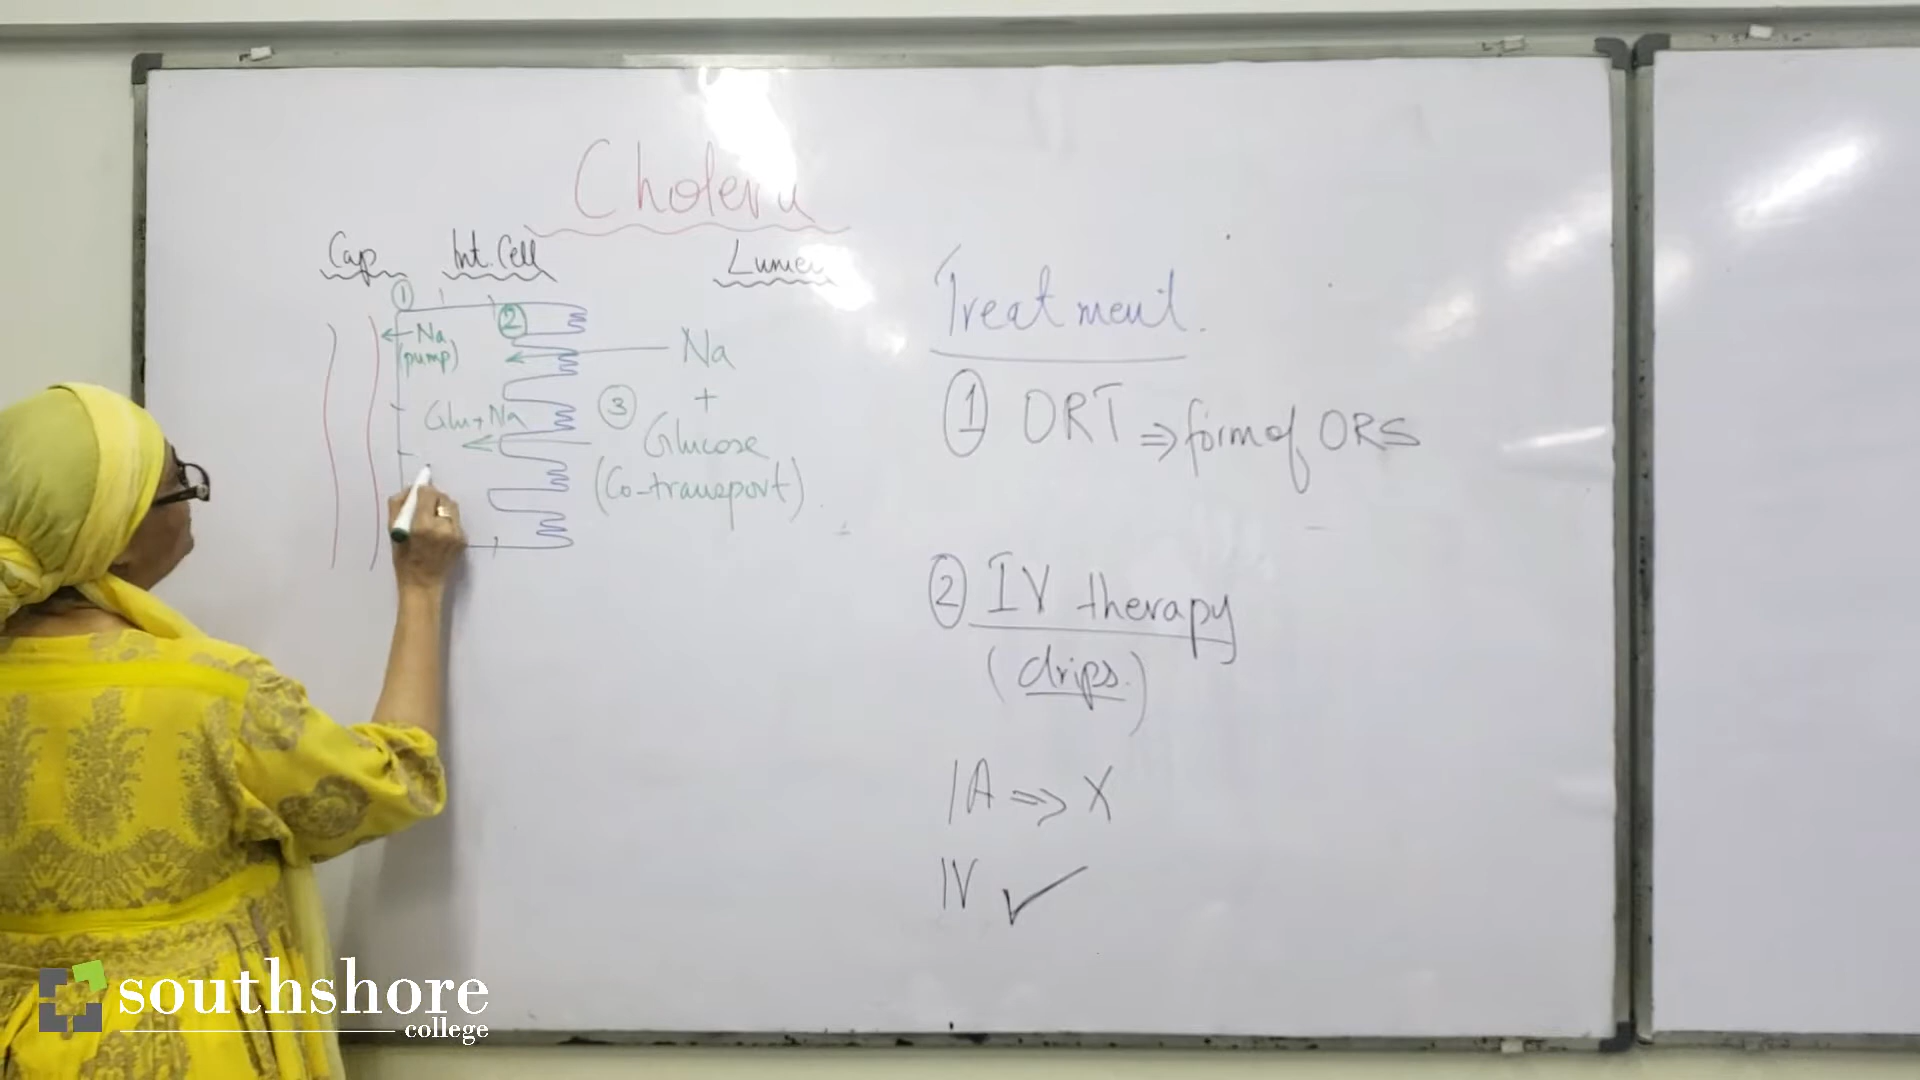 Cholera
Cap
Int. Cell
Lumen
①
②
Na
(pump)
Na
+
③
Glucose
(Co-transport)
Glu + Na
Treatment.
① ORT ⇒ form of ORS
② IV therapy
(drips.)
IA ⇒ X
IV ✓
southshore
college